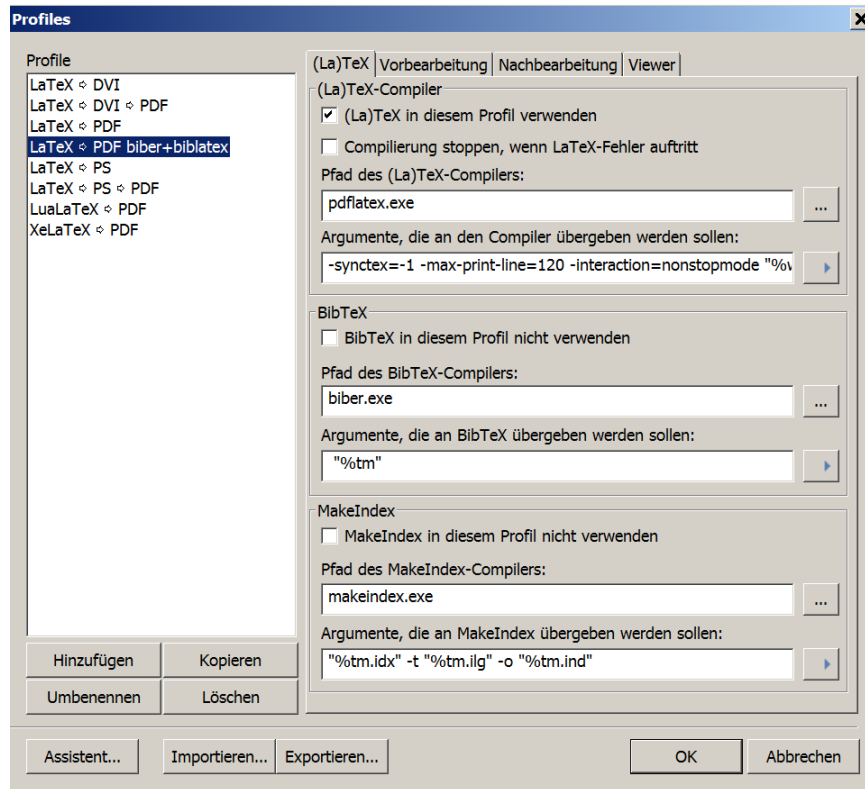 Profiles
Profile
LaTeX ⇨ DVI
LaTeX ⇨ DVI ⇨ PDF
LaTeX ⇨ PDF
LaTeX ⇨ PDF biber+biblatex
LaTeX ⇨ PS
LaTeX ⇨ PS ⇨ PDF
LuaLaTeX ⇨ PDF
XeLaTeX ⇨ PDF
Hinzufügen
Kopieren
Umbenennen
Löschen
(La)TeX
Vorbearbeitung
Nachbearbeitung
Viewer
(La)TeX-Compiler
(La)TeX in diesem Profil verwenden
Compilierung stoppen, wenn LaTeX-Fehler auftritt
Pfad des (La)TeX-Compilers:
pdflatex.exe
...
Argumente, die an den Compiler übergeben werden sollen:
-synctex=-1 -max-print-line=120 -interaction=nonstopmode "%
BibTeX
BibTeX in diesem Profil nicht verwenden
Pfad des BibTeX-Compilers:
biber.exe
...
Argumente, die an BibTeX übergeben werden sollen:
"%tm"
MakeIndex
MakeIndex in diesem Profil nicht verwenden
Pfad des MakeIndex-Compilers:
makeindex.exe
...
Argumente, die an MakeIndex übergeben werden sollen:
"%tm.idx" -t "%tm.ilg" -o "%tm.ind"
Assistent...
Importieren...
Exportieren...
OK
Abbrechen